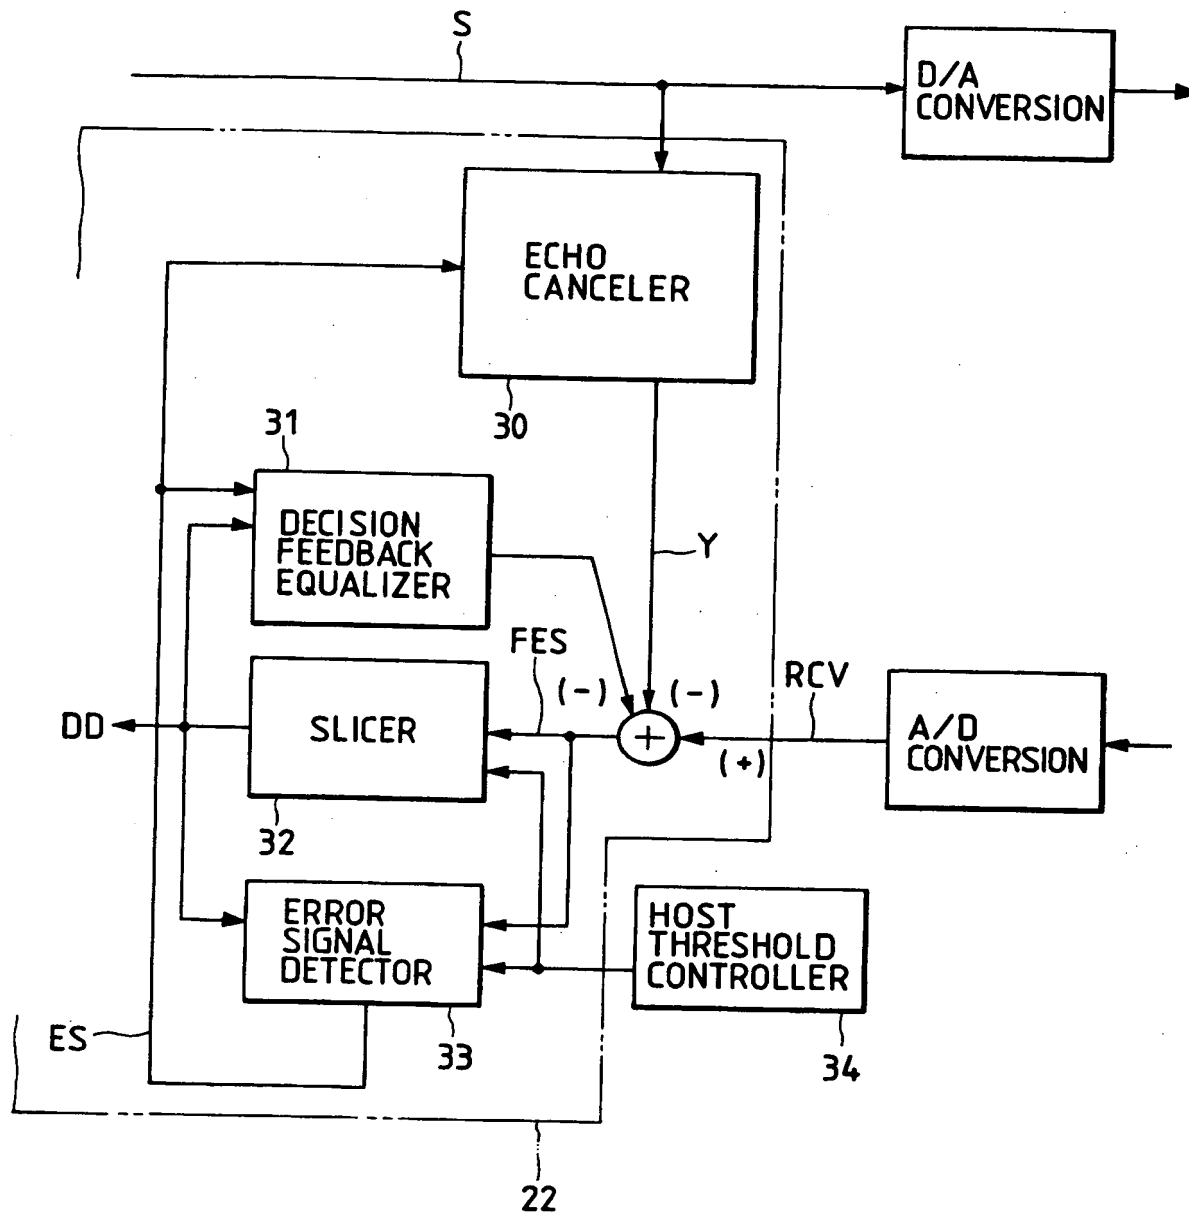 S
D/A
CONVERSION
ECHO
CANCELER
30
31
DECISION
FEEDBACK
EQUALIZER
Y
FES
(-)
(-)
RCV
DD
SLICER
+
(+)
A/D
CONVERSION
32
ERROR
SIGNAL
DETECTOR
HOST
THRESHOLD
CONTROLLER
ES
33
34
22